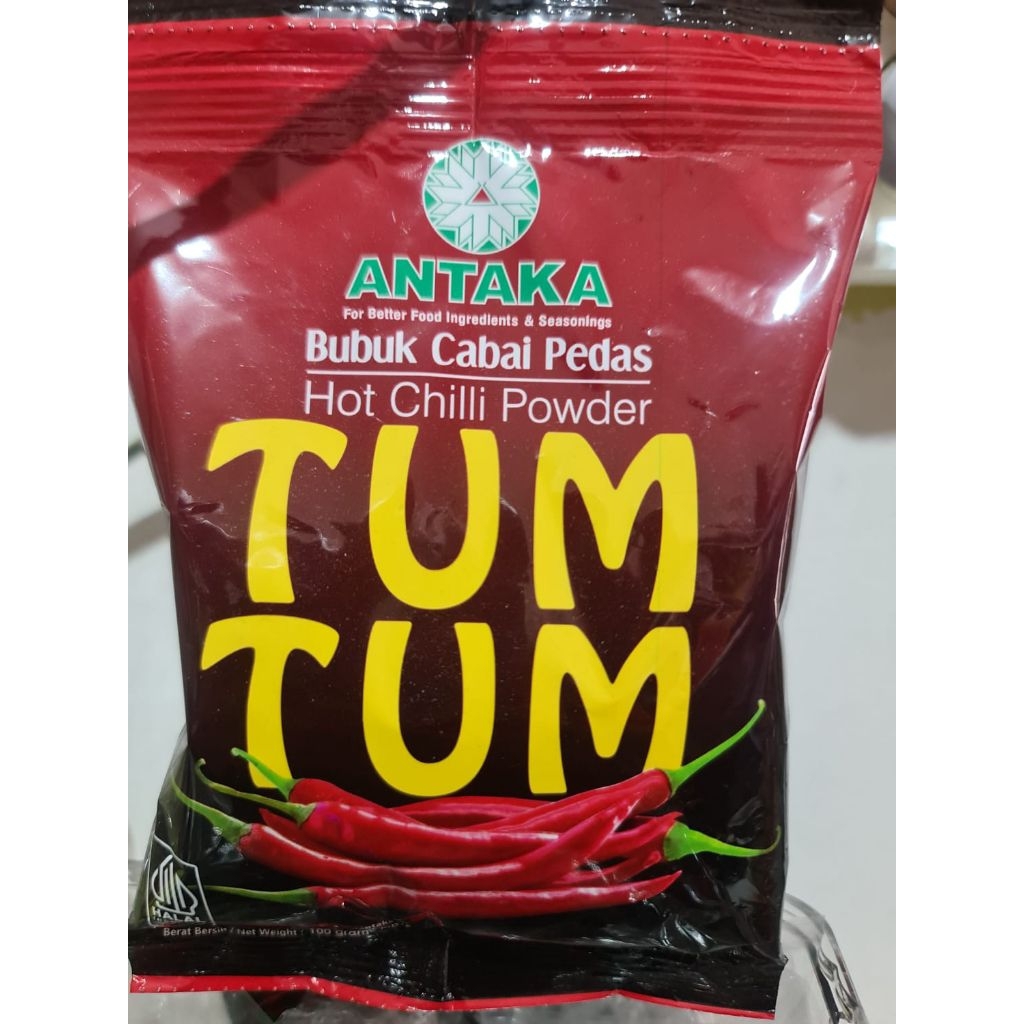 ANTAKA
For Better Food Ingredients & Seasonings
Bubuk Cabai Pedas
Hot Chilli Powder
TUM
TUM
HALAL
Berat Bersih / Net Weight : 100 gram